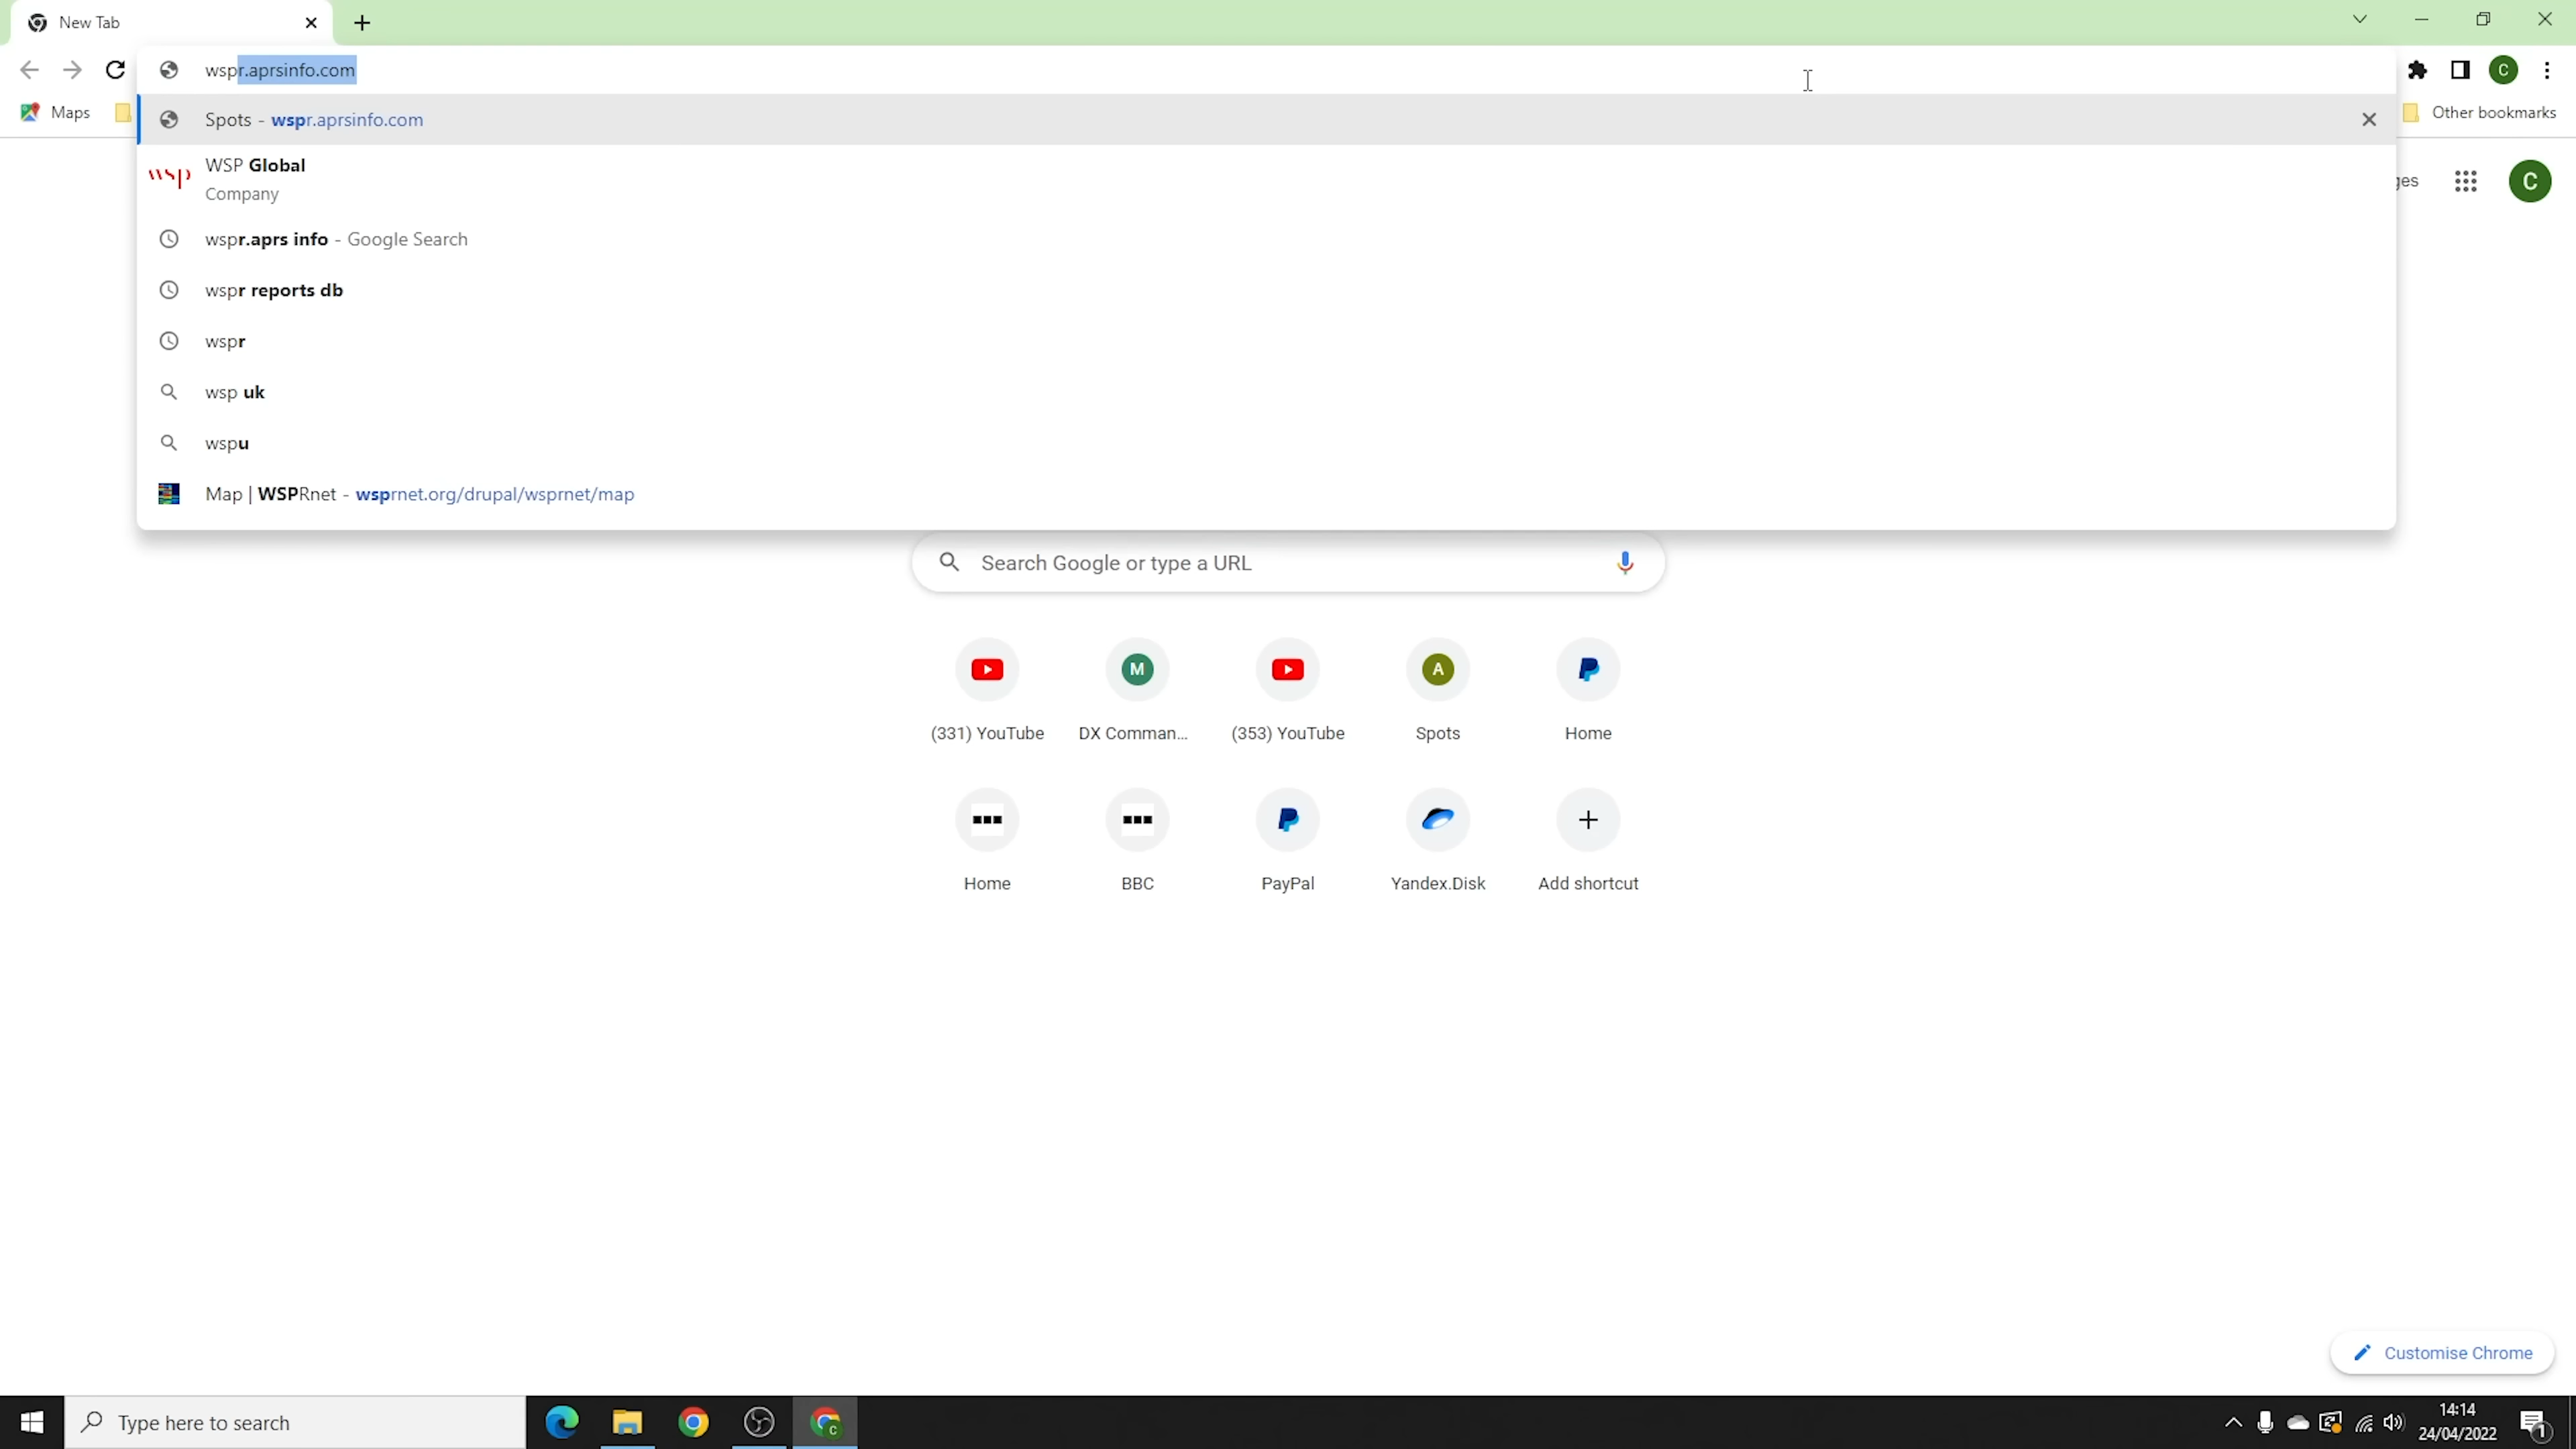 New Tab
wspr.aprsinfo.com
Maps
Other bookmarks
C
Spots - wspr.aprsinfo.com
wsp
WSP Global
Company
C
wspr.aprs info - Google Search
wspr reports db
wspr
wsp uk
wspu
Map | WSPRnet - wsprnet.org/drupal/wsprnet/map
Search Google or type a URL
M
A
(331) YouTube
DX Comman...
(353) YouTube
Spots
Home
Home
BBC
PayPal
Yandex.Disk
Add shortcut
Customise Chrome
Type here to search
C
14:14
24/04/2022
1